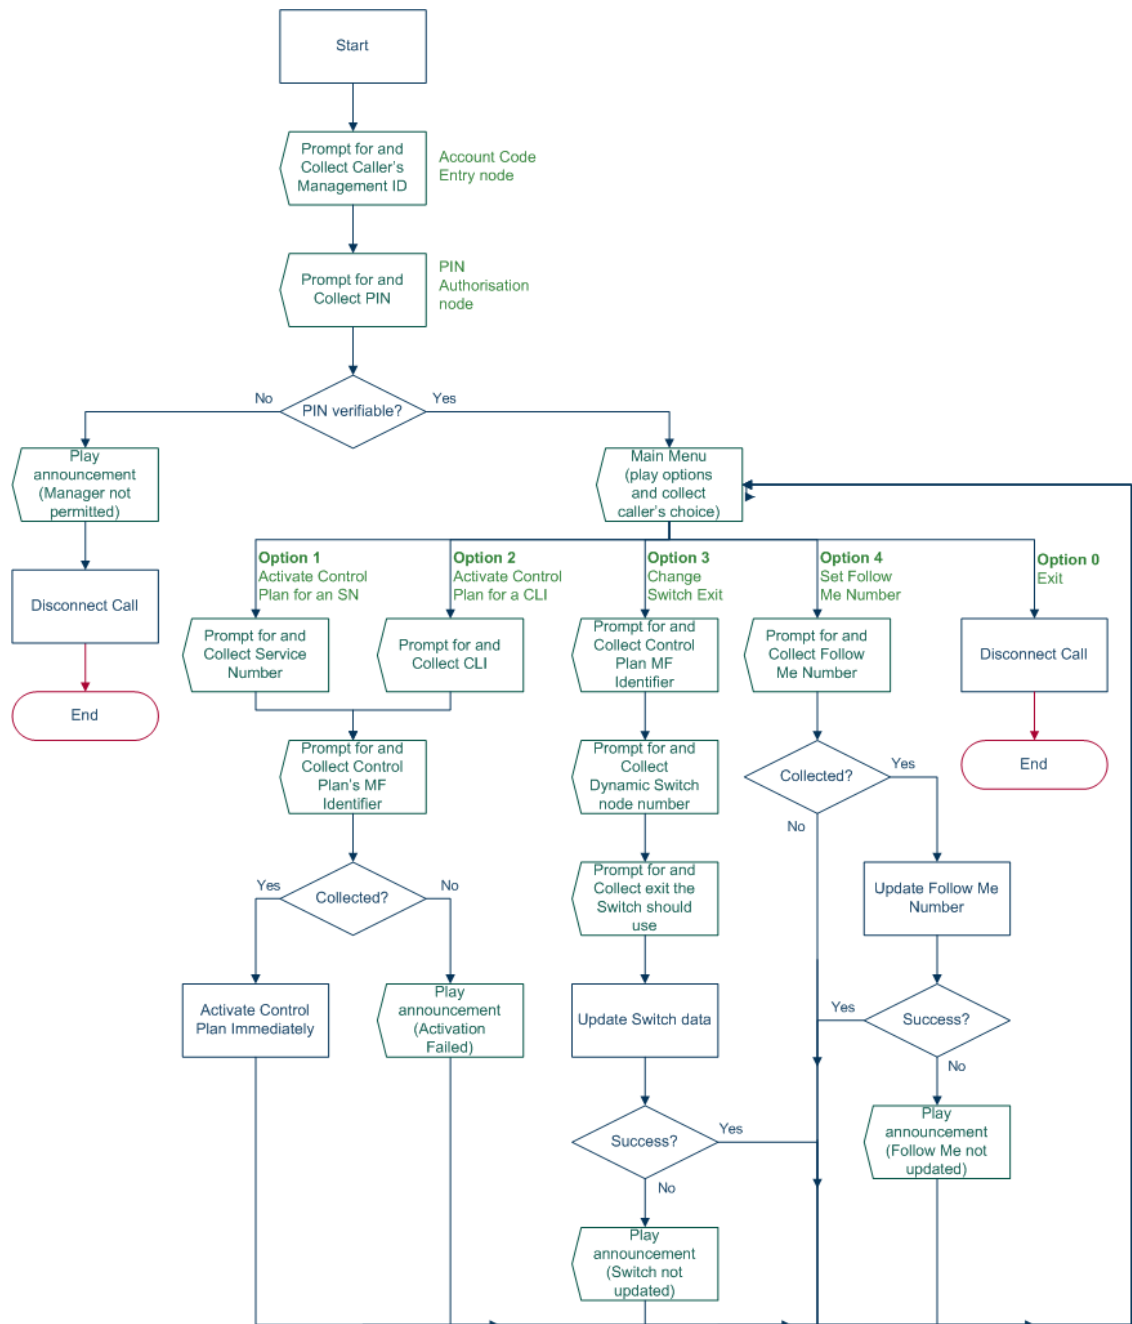 Start
Prompt for and
Collect Caller's
Management ID
Account Code
Entry node
Prompt for and
Collect PIN
PIN
Authorisation
node
PIN verifiable?
No
Yes
Play
announcement
(Manager not
permitted)
Main Menu
(play options
and collect
caller's choice)
Disconnect Call
End
Option 1
Activate Control
Plan for an SN
Option 2
Activate Control
Plan for a CLI
Option 3
Change
Switch Exit
Option 4
Set Follow
Me Number
Option 0
Exit
Prompt for and
Collect Service
Number
Prompt for and
Collect CLI
Prompt for and
Collect Control
Plan MF
Identifier
Prompt for and
Collect Follow
Me Number
Disconnect Call
End
Prompt for and
Collect Control
Plan's MF
Identifier
Prompt for and
Collect
Dynamic Switch
node number
Collected?
Yes
No
Collected?
Yes
No
Prompt for and
Collect exit the
Switch should
use
Update Follow Me
Number
Activate Control
Plan Immediately
Play
announcement
(Activation
Failed)
Update Switch data
Success?
Yes
No
Success?
Yes
No
Play
announcement
(Follow Me not
updated)
Play
announcement
(Switch not
updated)